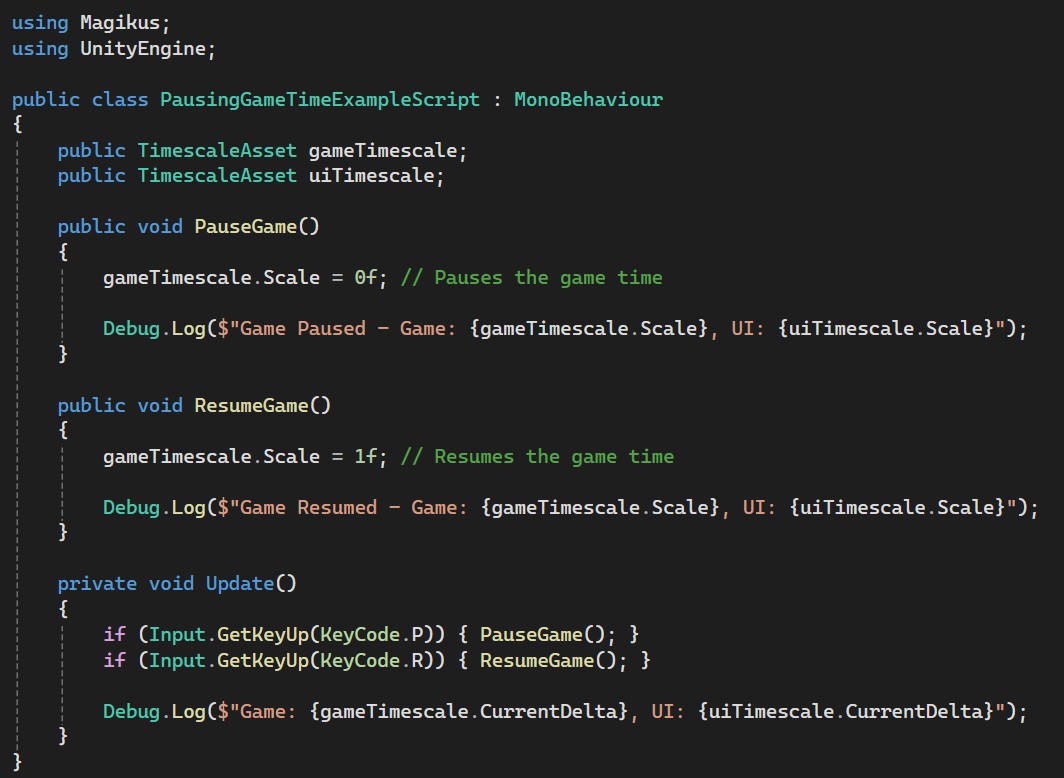 using Magikus;
using UnityEngine;

public class PausingGameTimeExampleScript : MonoBehaviour
{
    public TimescaleAsset gameTimescale;
    public TimescaleAsset uiTimescale;

    public void PauseGame()
    {
        gameTimescale.Scale = 0f; // Pauses the game time

        Debug.Log($"Game Paused - Game: {gameTimescale.Scale}, UI: {uiTimescale.Scale}");
    }

    public void ResumeGame()
    {
        gameTimescale.Scale = 1f; // Resumes the game time

        Debug.Log($"Game Resumed - Game: {gameTimescale.Scale}, UI: {uiTimescale.Scale}");
    }

    private void Update()
    {
        if (Input.GetKeyUp(KeyCode.P)) { PauseGame(); }
        if (Input.GetKeyUp(KeyCode.R)) { ResumeGame(); }

        Debug.Log($"Game: {gameTimescale.CurrentDelta}, UI: {uiTimescale.CurrentDelta}");
    }
}